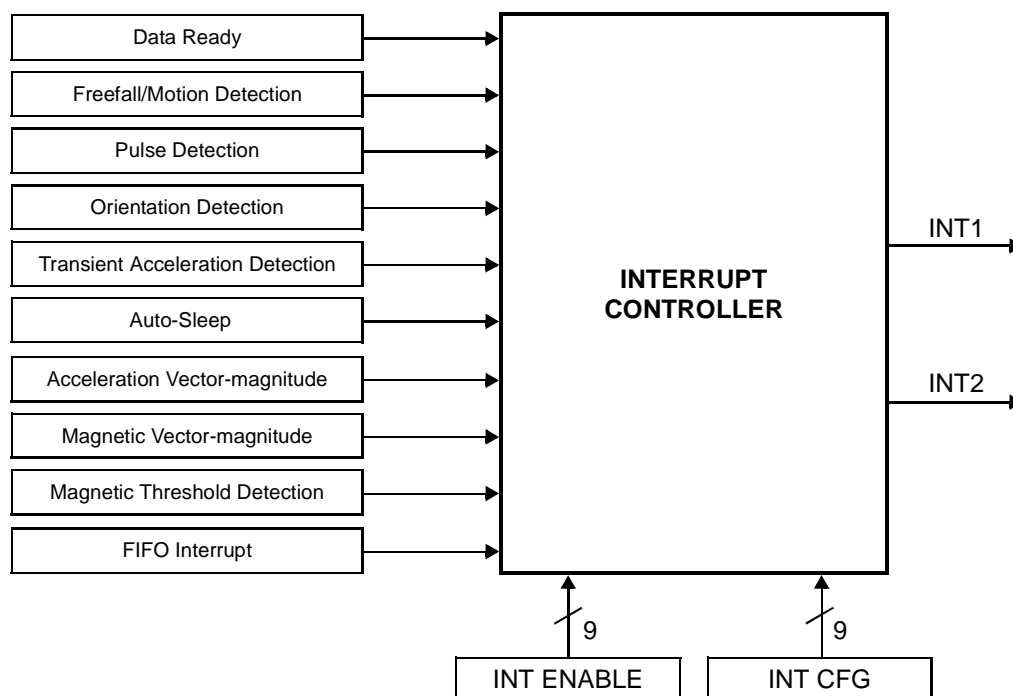 Data Ready
Freefall/Motion Detection
Pulse Detection
Orientation Detection
Transient Acceleration Detection
Auto-Sleep
Acceleration Vector-magnitude
Magnetic Vector-magnitude
Magnetic Threshold Detection
FIFO Interrupt
INTERRUPT
CONTROLLER
INT1
INT2
9
9
INT ENABLE
INT CFG